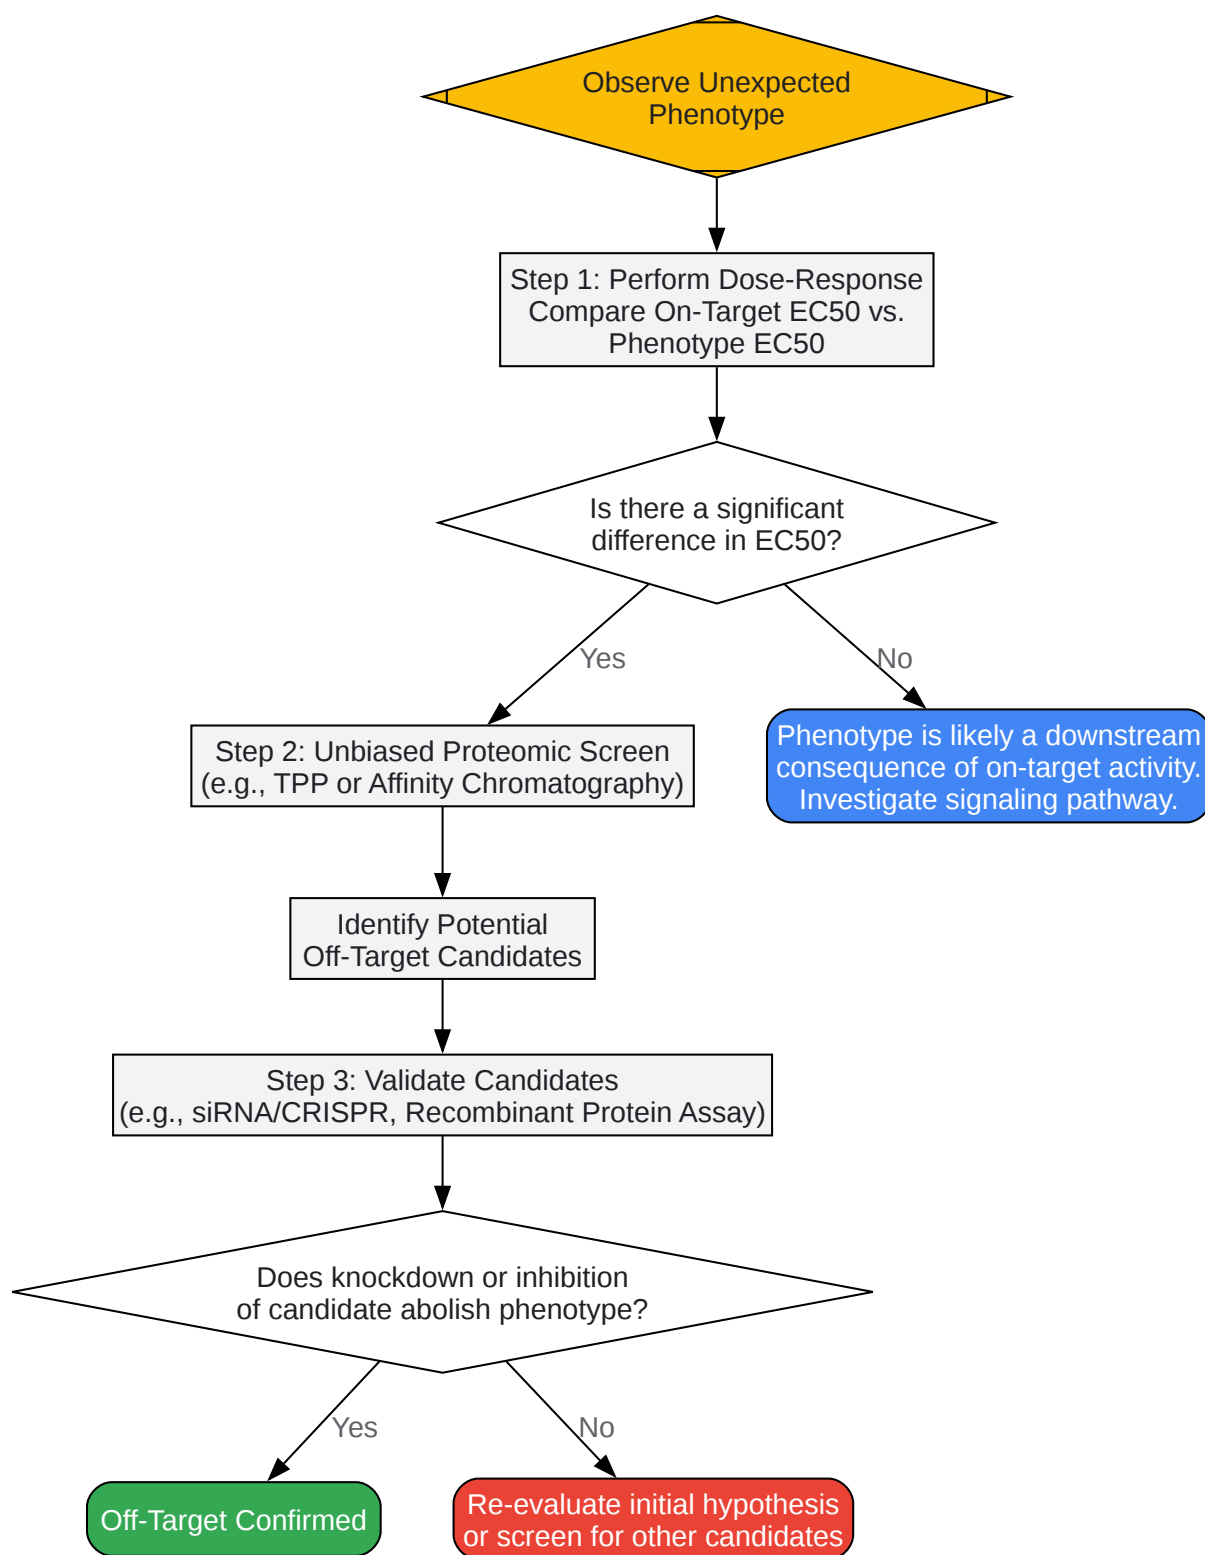 Observe Unexpected
Phenotype
Step 1: Perform Dose-Response
Compare On-Target EC50 vs.
Phenotype EC50
Is there a significant
difference in EC50?
Yes
No
Step 2: Unbiased Proteomic Screen
(e.g., TPP or Affinity Chromatography)
Phenotype is likely a downstream
consequence of on-target activity.
Investigate signaling pathway.
Identify Potential
Off-Target Candidates
Step 3: Validate Candidates
(e.g., siRNA/CRISPR, Recombinant Protein Assay)
Does knockdown or inhibition
of candidate abolish phenotype?
Yes
No
Off-Target Confirmed
Re-evaluate initial hypothesis
or screen for other candidates